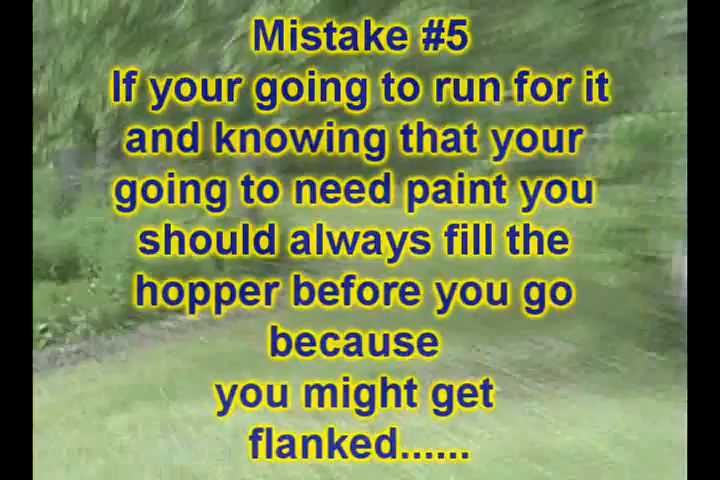 Mistake #5
If your going to run for it
and knowing that your
going to need paint you
should always fill the
hopper before you go
because
you might get
flanked......